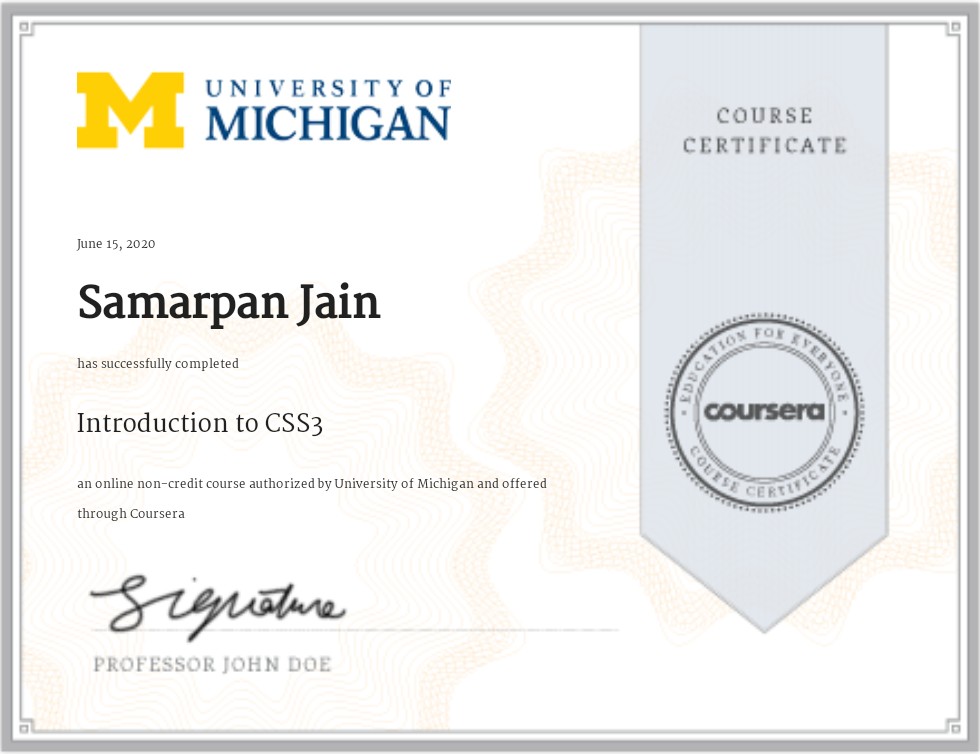 UNIVERSITY OF
MICHIGAN
COURSE
CERTIFICATE
June 15, 2020
Samarpan Jain
has successfully completed
Introduction to CSS3
an online non-credit course authorized by University of Michigan and offered
through Coursera
EDUCATION FOR EVERYONE
coursera
COURSE CERTIFICATE
Signature
PROFESSOR JOHN DOE